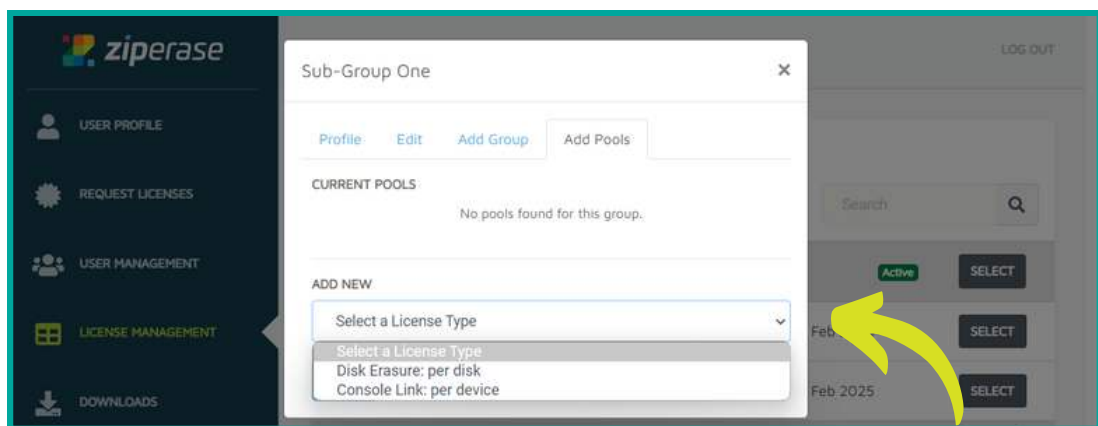 ziperase
LOG OUT
Sub-Group One
×
Profile Edit Add Group Add Pools
USER PROFILE
CURRENT POOLS
No pools found for this group.
REQUEST LICENSES
Search
USER MANAGEMENT
ADD NEW
Active
SELECT
Select a License Type
LICENSE MANAGEMENT
Feb
SELECT
Select a License Type
Disk Erasure: per disk
Console Link: per device
DOWNLOADS
Feb 2025
SELECT